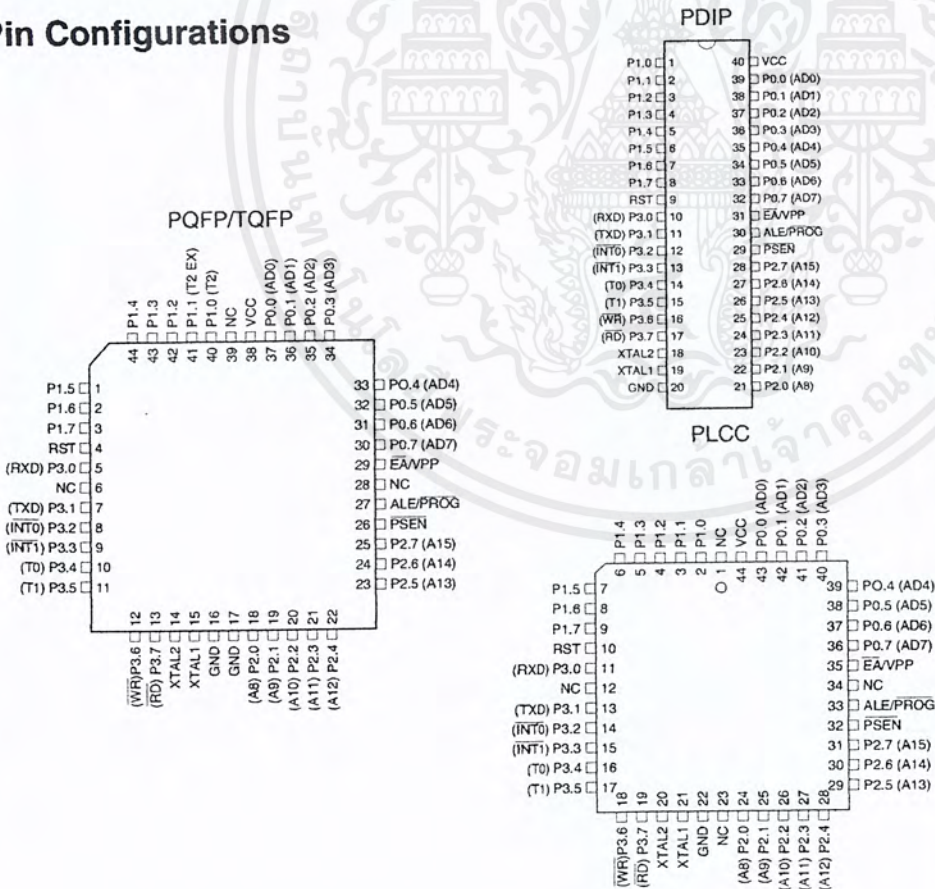 Pin Configurations
PDIP
P1.0 1 40 VCC
P1.1 2 39 P0.0 (AD0)
P1.2 3 38 P0.1 (AD1)
P1.3 4 37 P0.2 (AD2)
P1.4 5 36 P0.3 (AD3)
P1.5 6 35 P0.4 (AD4)
P1.6 7 34 P0.5 (AD5)
P1.7 8 33 P0.6 (AD6)
RST 9 32 P0.7 (AD7)
(RXD) P3.0 10 31 EA/VPP
(TXD) P3.1 11 30 ALE/PROG
(INT0) P3.2 12 29 PSEN
(INT1) P3.3 13 28 P2.7 (A15)
(T0) P3.4 14 27 P2.6 (A14)
(T1) P3.5 15 26 P2.5 (A13)
(WR) P3.6 16 25 P2.4 (A12)
(RD) P3.7 17 24 P2.3 (A11)
XTAL2 18 23 P2.2 (A10)
XTAL1 19 22 P2.1 (A9)
GND 20 21 P2.0 (A8)
PQFP/TQFP
44 P1.4
43 P1.3
42 P1.2
41 P1.1 (T2 EX)
40 P1.0 (T2)
39 NC
38 VCC
37 P0.0 (AD0)
36 P0.1 (AD1)
35 P0.2 (AD2)
34 P0.3 (AD3)
P1.5 1 33 PO.4 (AD4)
P1.6 2 32 P0.5 (AD5)
P1.7 3 31 P0.6 (AD6)
RST 4 30 P0.7 (AD7)
(RXD) P3.0 5 29 EA/VPP
NC 6 28 NC
(TXD) P3.1 7 27 ALE/PROG
(INT0) P3.2 8 26 PSEN
(INT1) P3.3 9 25 P2.7 (A15)
(T0) P3.4 10 24 P2.6 (A14)
(T1) P3.5 11 23 P2.5 (A13)
(WR)P3.6 12
(RD) P3.7 13
XTAL2 14
XTAL1 15
GND 16
GND 17
(A8) P2.0 18
(A9) P2.1 19
(A10) P2.2 20
(A11) P2.3 21
(A12) P2.4 22
PLCC
6 P1.4
5 P1.3
4 P1.2
3 P1.1
2 P1.0
1 NC
44 VCC
43 P0.0 (AD0)
42 P0.1 (AD1)
41 P0.2 (AD2)
40 P0.3 (AD3)
P1.5 7 39 PO.4 (AD4)
P1.6 8 38 P0.5 (AD5)
P1.7 9 37 P0.6 (AD6)
RST 10 36 P0.7 (AD7)
(RXD) P3.0 11 35 EA/VPP
NC 12 34 NC
(TXD) P3.1 13 33 ALE/PROG
(INT0) P3.2 14 32 PSEN
(INT1) P3.3 15 31 P2.7 (A15)
(T0) P3.4 16 30 P2.6 (A14)
(T1) P3.5 17 29 P2.5 (A13)
(WR)P3.6 18
(RD) P3.7 19
XTAL2 20
XTAL1 21
GND 22
NC 23
(A8) P2.0 24
(A9) P2.1 25
(A10) P2.2 26
(A11) P2.3 27
(A12) P2.4 28
พระจอมเกล้าเจ้าคุณ